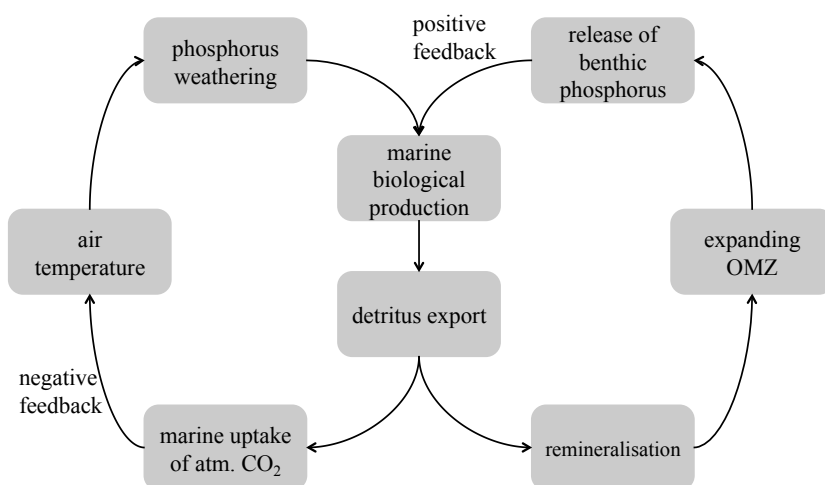 phosphorus
weathering
positive
feedback
release of
benthic
phosphorus
marine
biological
production
air
temperature
expanding
OMZ
detritus export
negative
feedback
marine uptake
of atm. CO₂
remineralisation